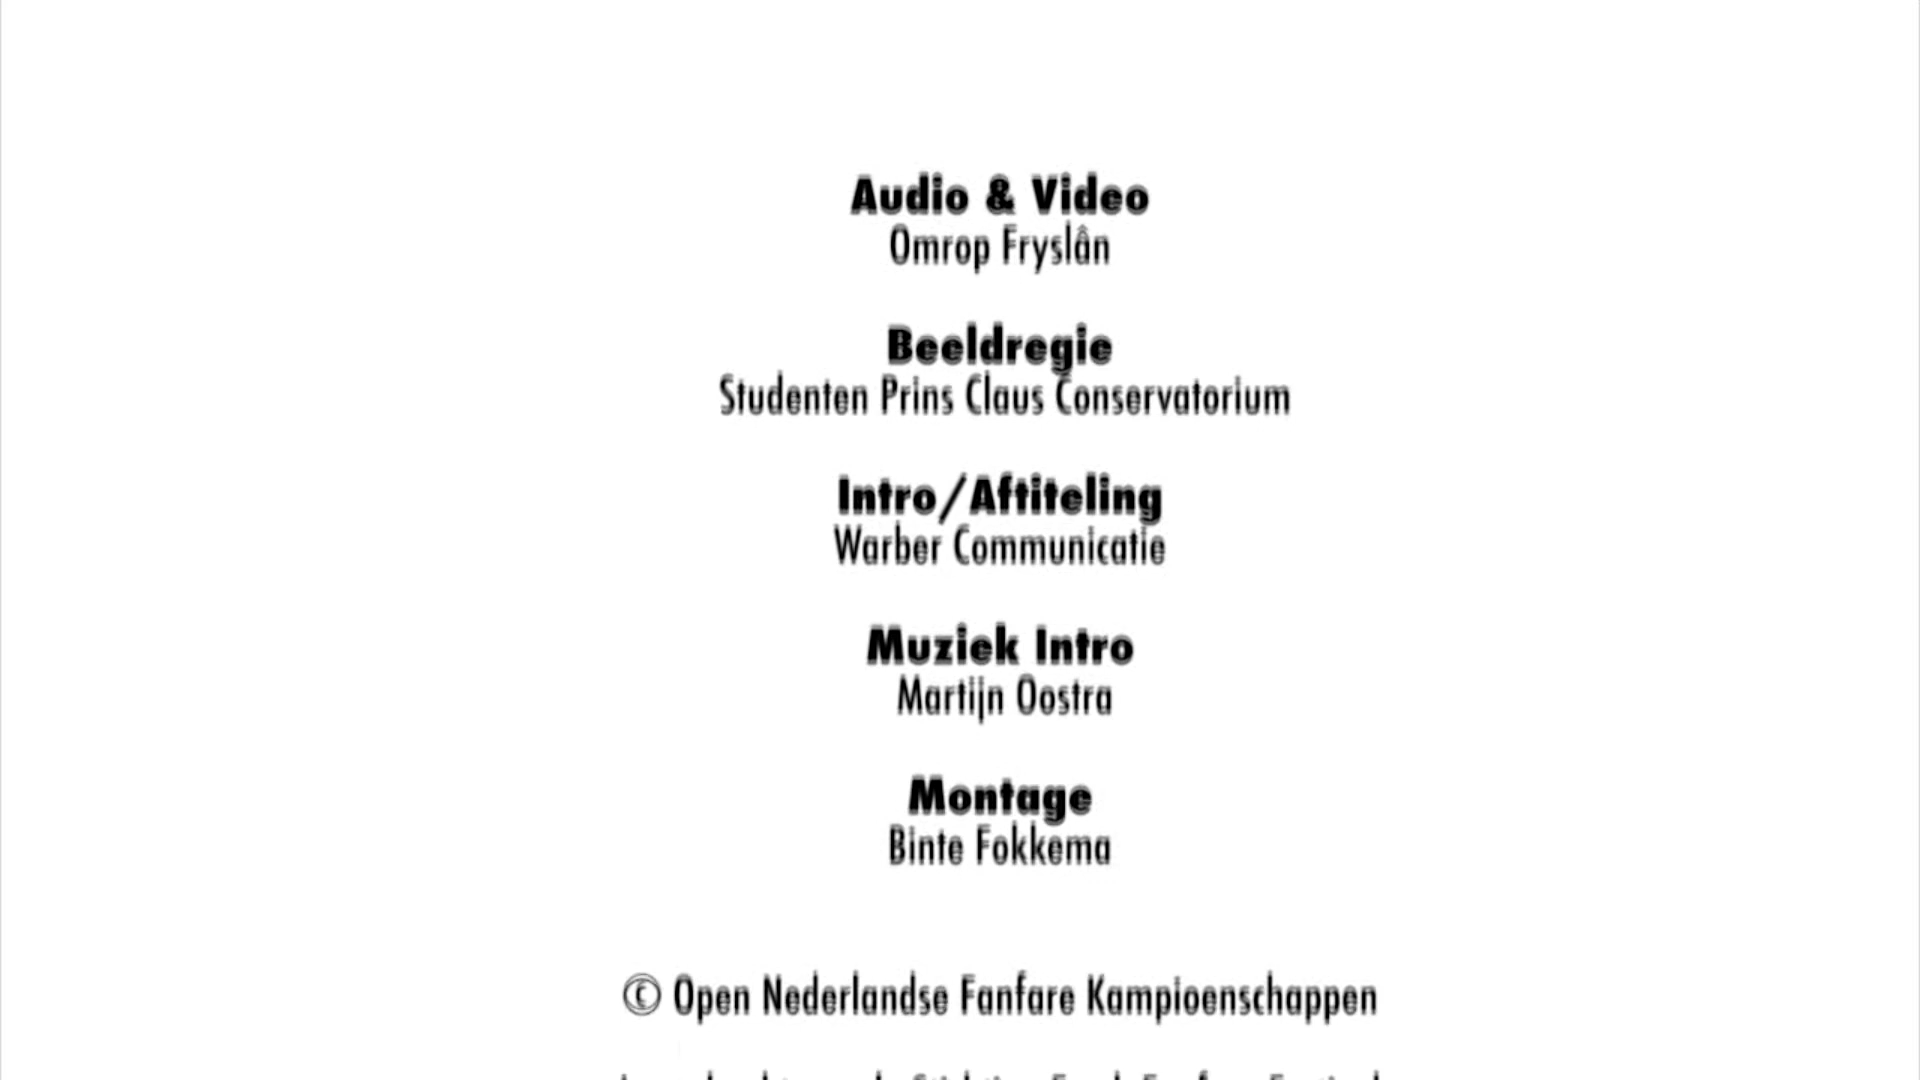 Audio & Video
Omrop Fryslân
Beeldregie
Studenten Prins Claus Conservatorium
Intro/Aftiteling
Warber Communicatie
Muziek Intro
Martijn Oostra
Montage
Binte Fokkema
© Open Nederlandse Fanfare Kampioenschappen